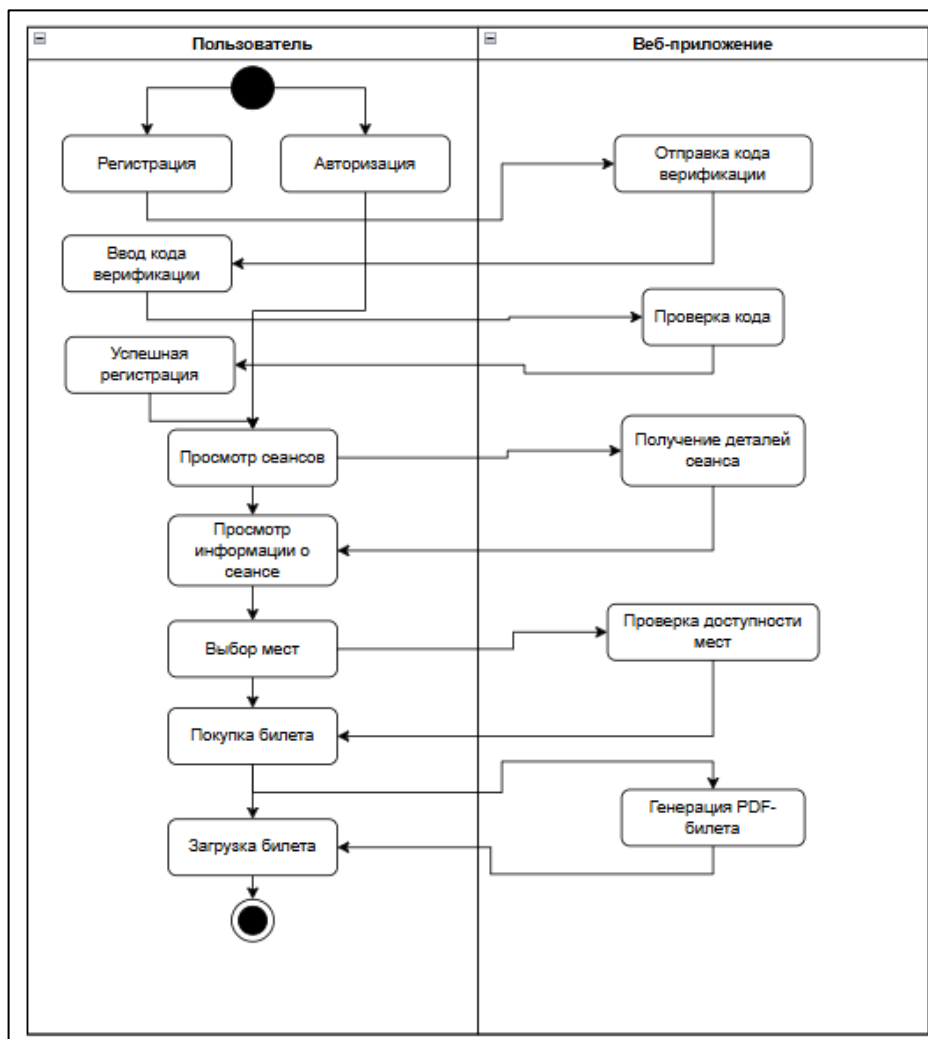 Пользователь
Веб-приложение
Регистрация
Авторизация
Отправка кода
верификации
Ввод кода
верификации
Проверка кода
Успешная
регистрация
Просмотр сеансов
Получение деталей
сеанса
Просмотр
информации о
сеансе
Выбор мест
Проверка доступности
мест
Покупка билета
Генерация PDF-
билета
Загрузка билета